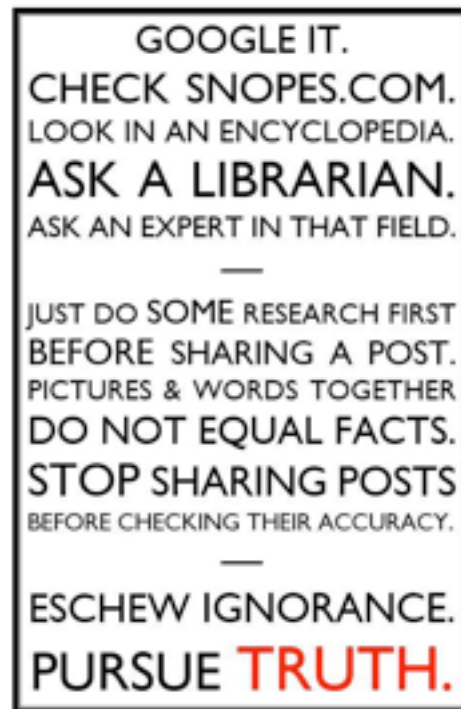 GOOGLE IT.
CHECK SNOPES.COM.
LOOK IN AN ENCYCLOPEDIA.
ASK A LIBRARIAN.
ASK AN EXPERT IN THAT FIELD.
—
JUST DO SOME RESEARCH FIRST
BEFORE SHARING A POST.
PICTURES & WORDS TOGETHER
DO NOT EQUAL FACTS.
STOP SHARING POSTS
BEFORE CHECKING THEIR ACCURACY.
—
ESCHEW IGNORANCE.
PURSUE TRUTH.